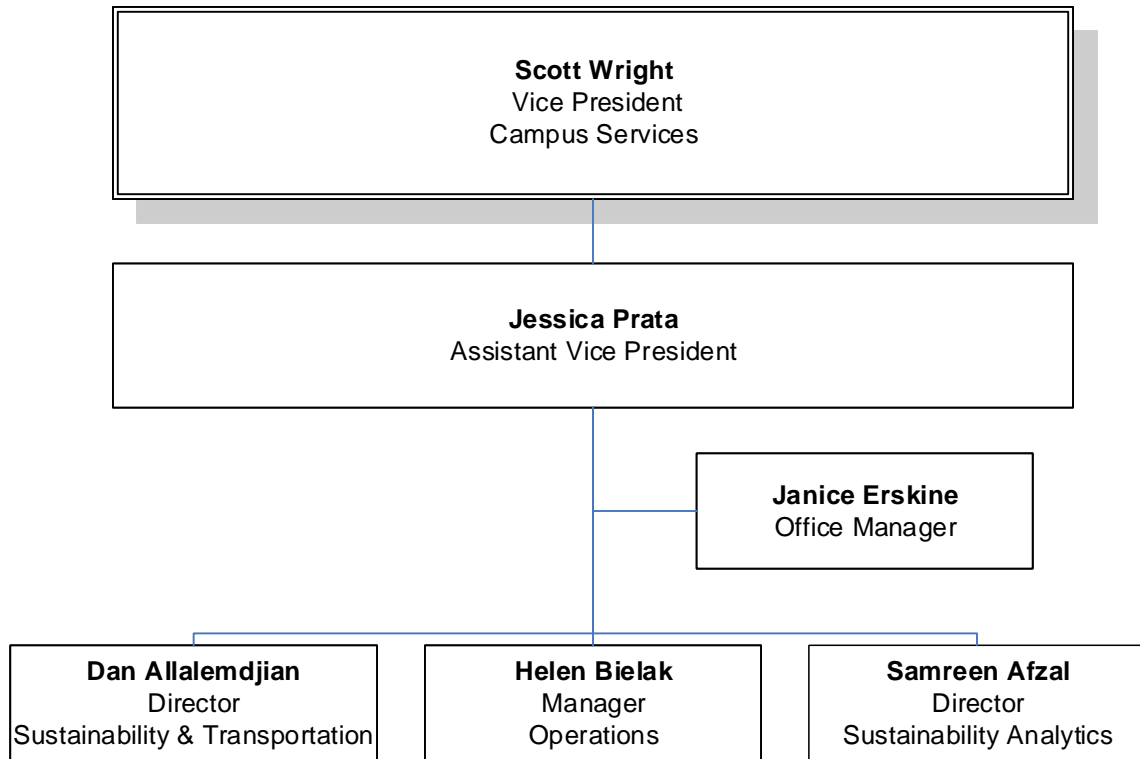 Scott Wright
Vice President
Campus Services
Jessica Prata
Assistant Vice President
Janice Erskine
Office Manager
Dan Allalemdjian
Director
Sustainability & Transportation
Helen Bielak
Manager
Operations
Samreen Afzal
Director
Sustainability Analytics